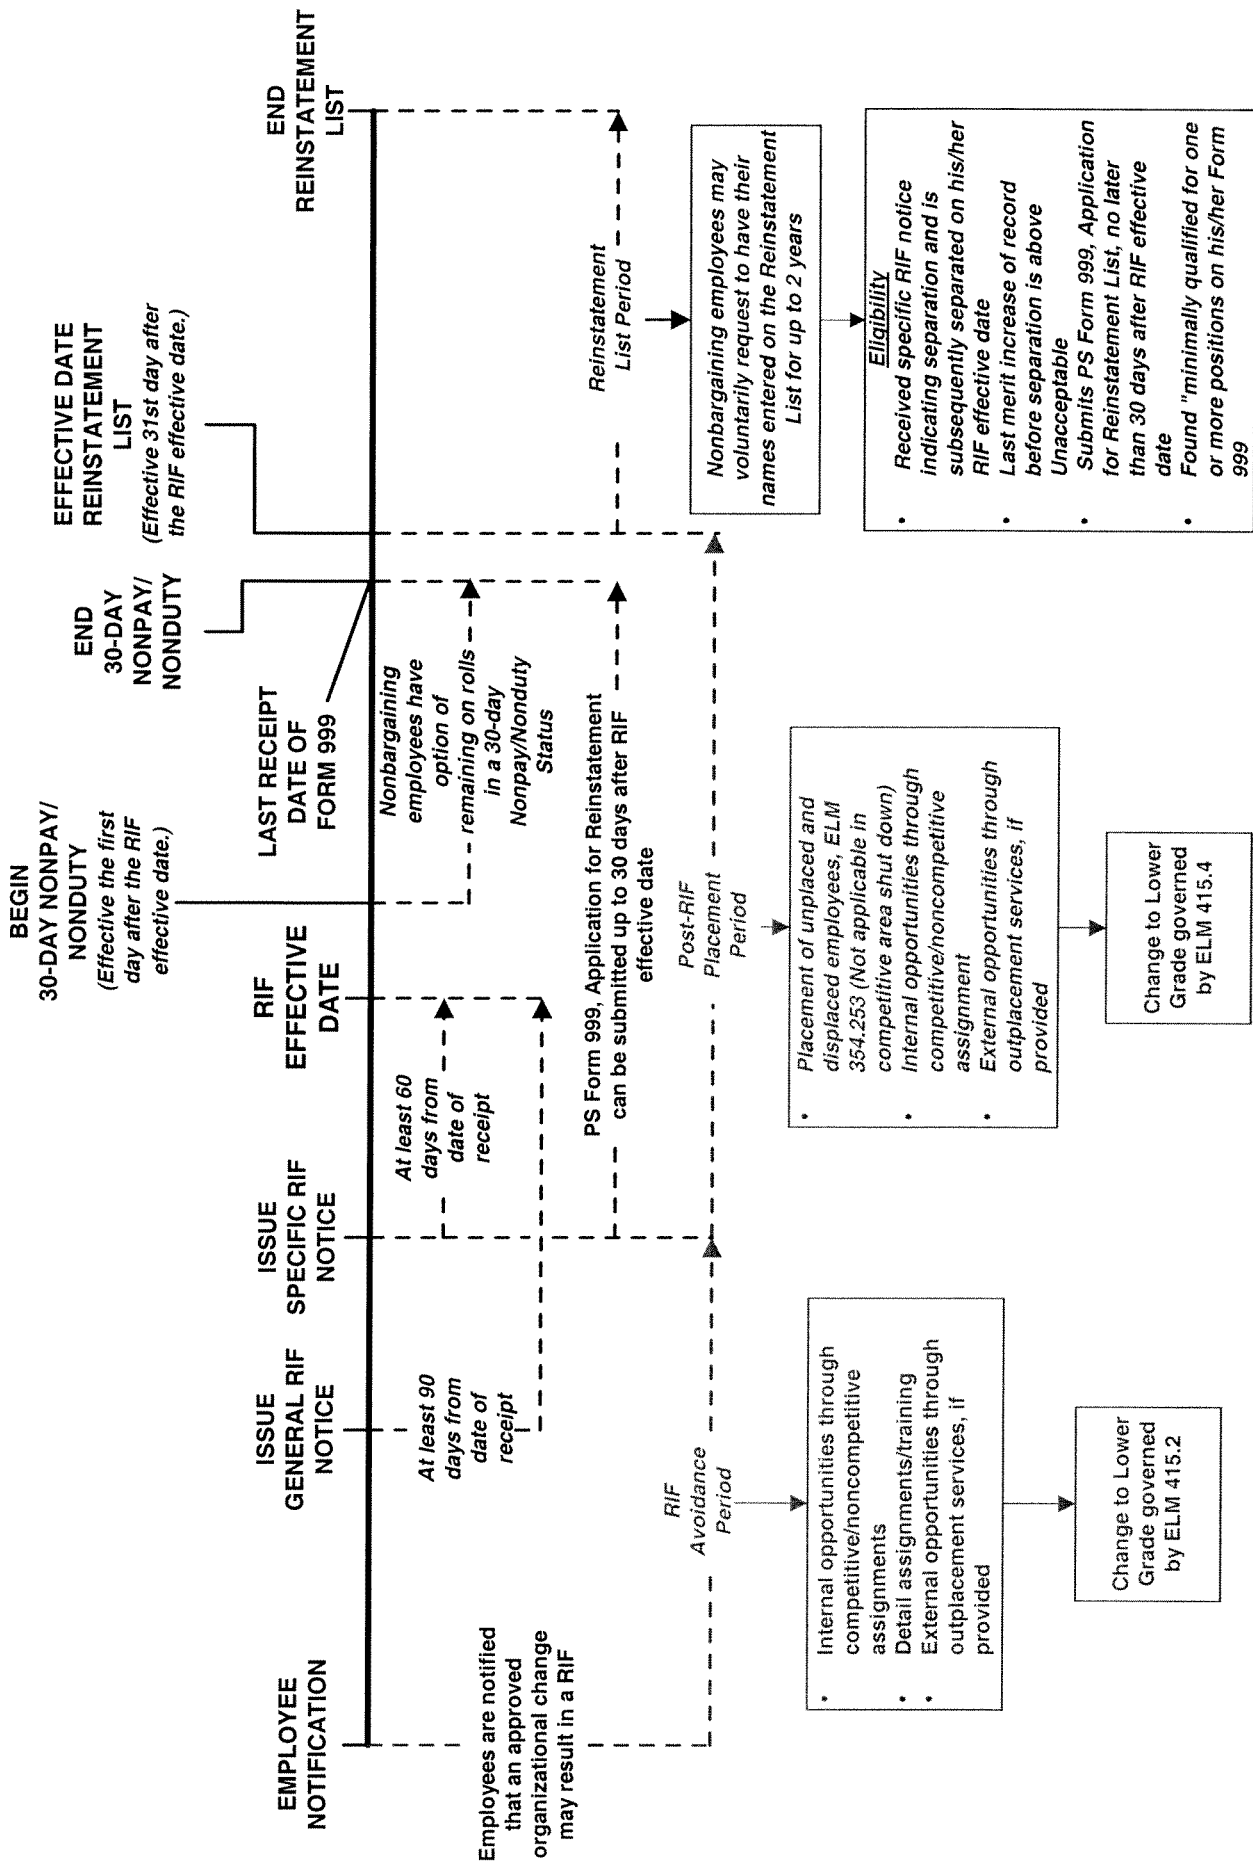 EMPLOYEE
NOTIFICATION
ISSUE
GENERAL RIF
NOTICE
ISSUE
SPECIFIC RIF
NOTICE
RIF
EFFECTIVE
DATE
BEGIN
30-DAY NONPAY/
NONDUTY
(Effective the first
day after the RIF
effective date.)
LAST RECEIPT
DATE OF
FORM 999
END
30-DAY
NONPAY/
NONDUTY
EFFECTIVE DATE
REINSTATEMENT
LIST
(Effective 31st day after
the RIF effective date.)
END
REINSTATEMENT
LIST
Employees are notified
that an approved
organizational change
may result in a RIF
At least 90
days from
date of
receipt
At least 60
days from
date of
receipt
Nonbargaining
employees have
option of
remaining on rolls
in a 30-day
Nonpay/Nonduty
Status
PS Form 999, Application for Reinstatement
can be submitted up to 30 days after RIF
effective date
Reinstatement
List Period
RIF
Avoidance
Period
Post-RIF
Placement
Period
• Internal opportunities through
competitive/noncompetitive
assignments
• Detail assignments/training
• External opportunities through
outplacement services, if
provided
Change to Lower
Grade governed
by ELM 415.2
• Placement of unplaced and
displaced employees, ELM
354.253 (Not applicable in
competitive area shut down)
• Internal opportunities through
competitive/noncompetitive
assignment
• External opportunities through
outplacement services, if
provided
Change to Lower
Grade governed
by ELM 415.4
Nonbargaining employees may
voluntarily request to have their
names entered on the Reinstatement
List for up to 2 years
Eligibility
• Received specific RIF notice
indicating separation and is
subsequently separated on his/her
RIF effective date
• Last merit increase of record
before separation is above
Unacceptable
• Submits PS Form 999, Application
for Reinstatement List, no later
than 30 days after RIF effective
date
• Found "minimally qualified for one
or more positions on his/her Form
999